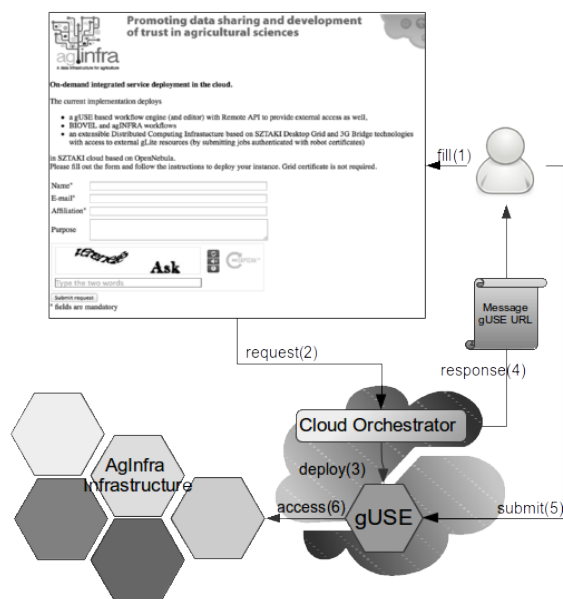 Promoting data sharing and development
of trust in agricultural sciences
aginfra
A data infrastructure for agriculture
On-demand integrated service deployment in the cloud.
The current implementation deploys
• a gUSE based workflow engine (and editor) with Remote API to provide external access as well,
• BIOVEL and agINFRA workflows
• an extensible Distributed Computing Infrastucture based on SZTAKI Desktop Grid and 3G Bridge technologies
with access to external gLite resources (by submitting jobs authenticated with robot certificates)
in SZTAKI cloud based on OpenNebula.
Please fill out the form and follow the instructions to deploy your instance. Grid certificate is not required.
Name*
E-mail*
Affiliation*
Purpose
Ask
Type the two words
Submit request
* fields are mandatory
fill(1)
Message
gUSE URL
request(2)
response(4)
Cloud Orchestrator
deploy(3)
AgInfra
Infrastructure
access(6)
gUSE
submit(5)